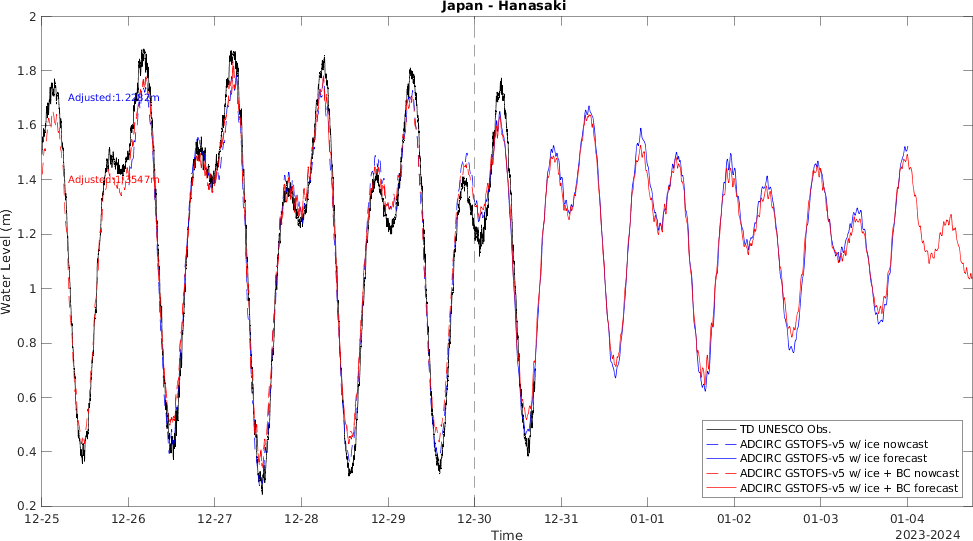 Japan - Hanasaki
2
1.8
1.6
1.4
1.2
1
0.8
0.6
0.4
0.2
Water Level (m)
Adjusted:1.2282m
Adjusted:1.3547m
TD UNESCO Obs.
ADCIRC GSTOFS-v5 w/ ice nowcast
ADCIRC GSTOFS-v5 w/ ice forecast
ADCIRC GSTOFS-v5 w/ ice + BC nowcast
ADCIRC GSTOFS-v5 w/ ice + BC forecast
12-25 12-26 12-27 12-28 12-29 12-30 12-31 01-01 01-02 01-03 01-04
Time
2023-2024